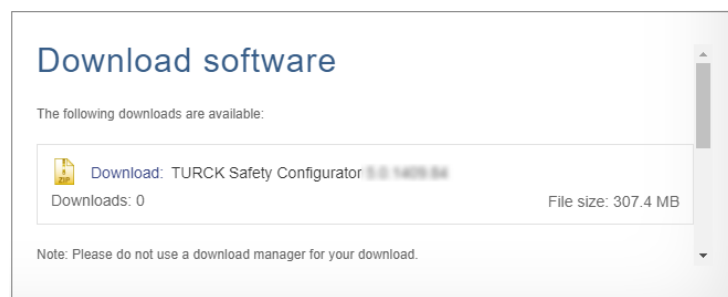 Download software
The following downloads are available:
ZIP
Download: TURCK Safety Configurator
Downloads: 0
File size: 307.4 MB
Note: Please do not use a download manager for your download.